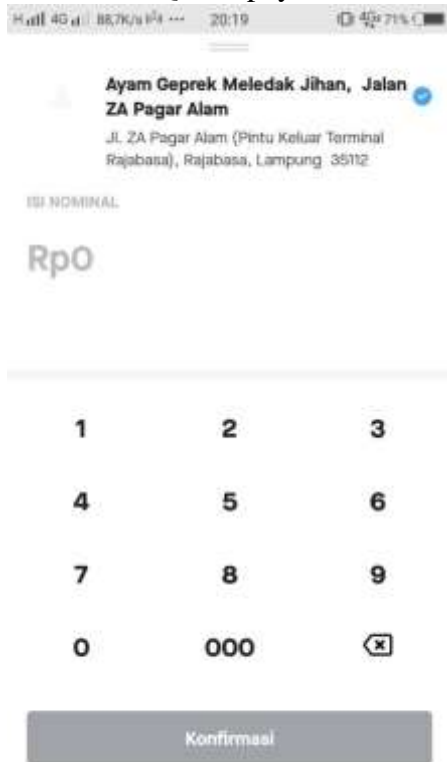 20:19
Ayam Geprek Meledak Jihan, Jalan
ZA Pagar Alam
Jl. ZA Pagar Alam (Pintu Keluar Terminal
Rajabasa), Rajabasa, Lampung 35112
ISI NOMINAL
Rp0
1 2 3
4 5 6
7 8 9
0 000
Konfirmasi